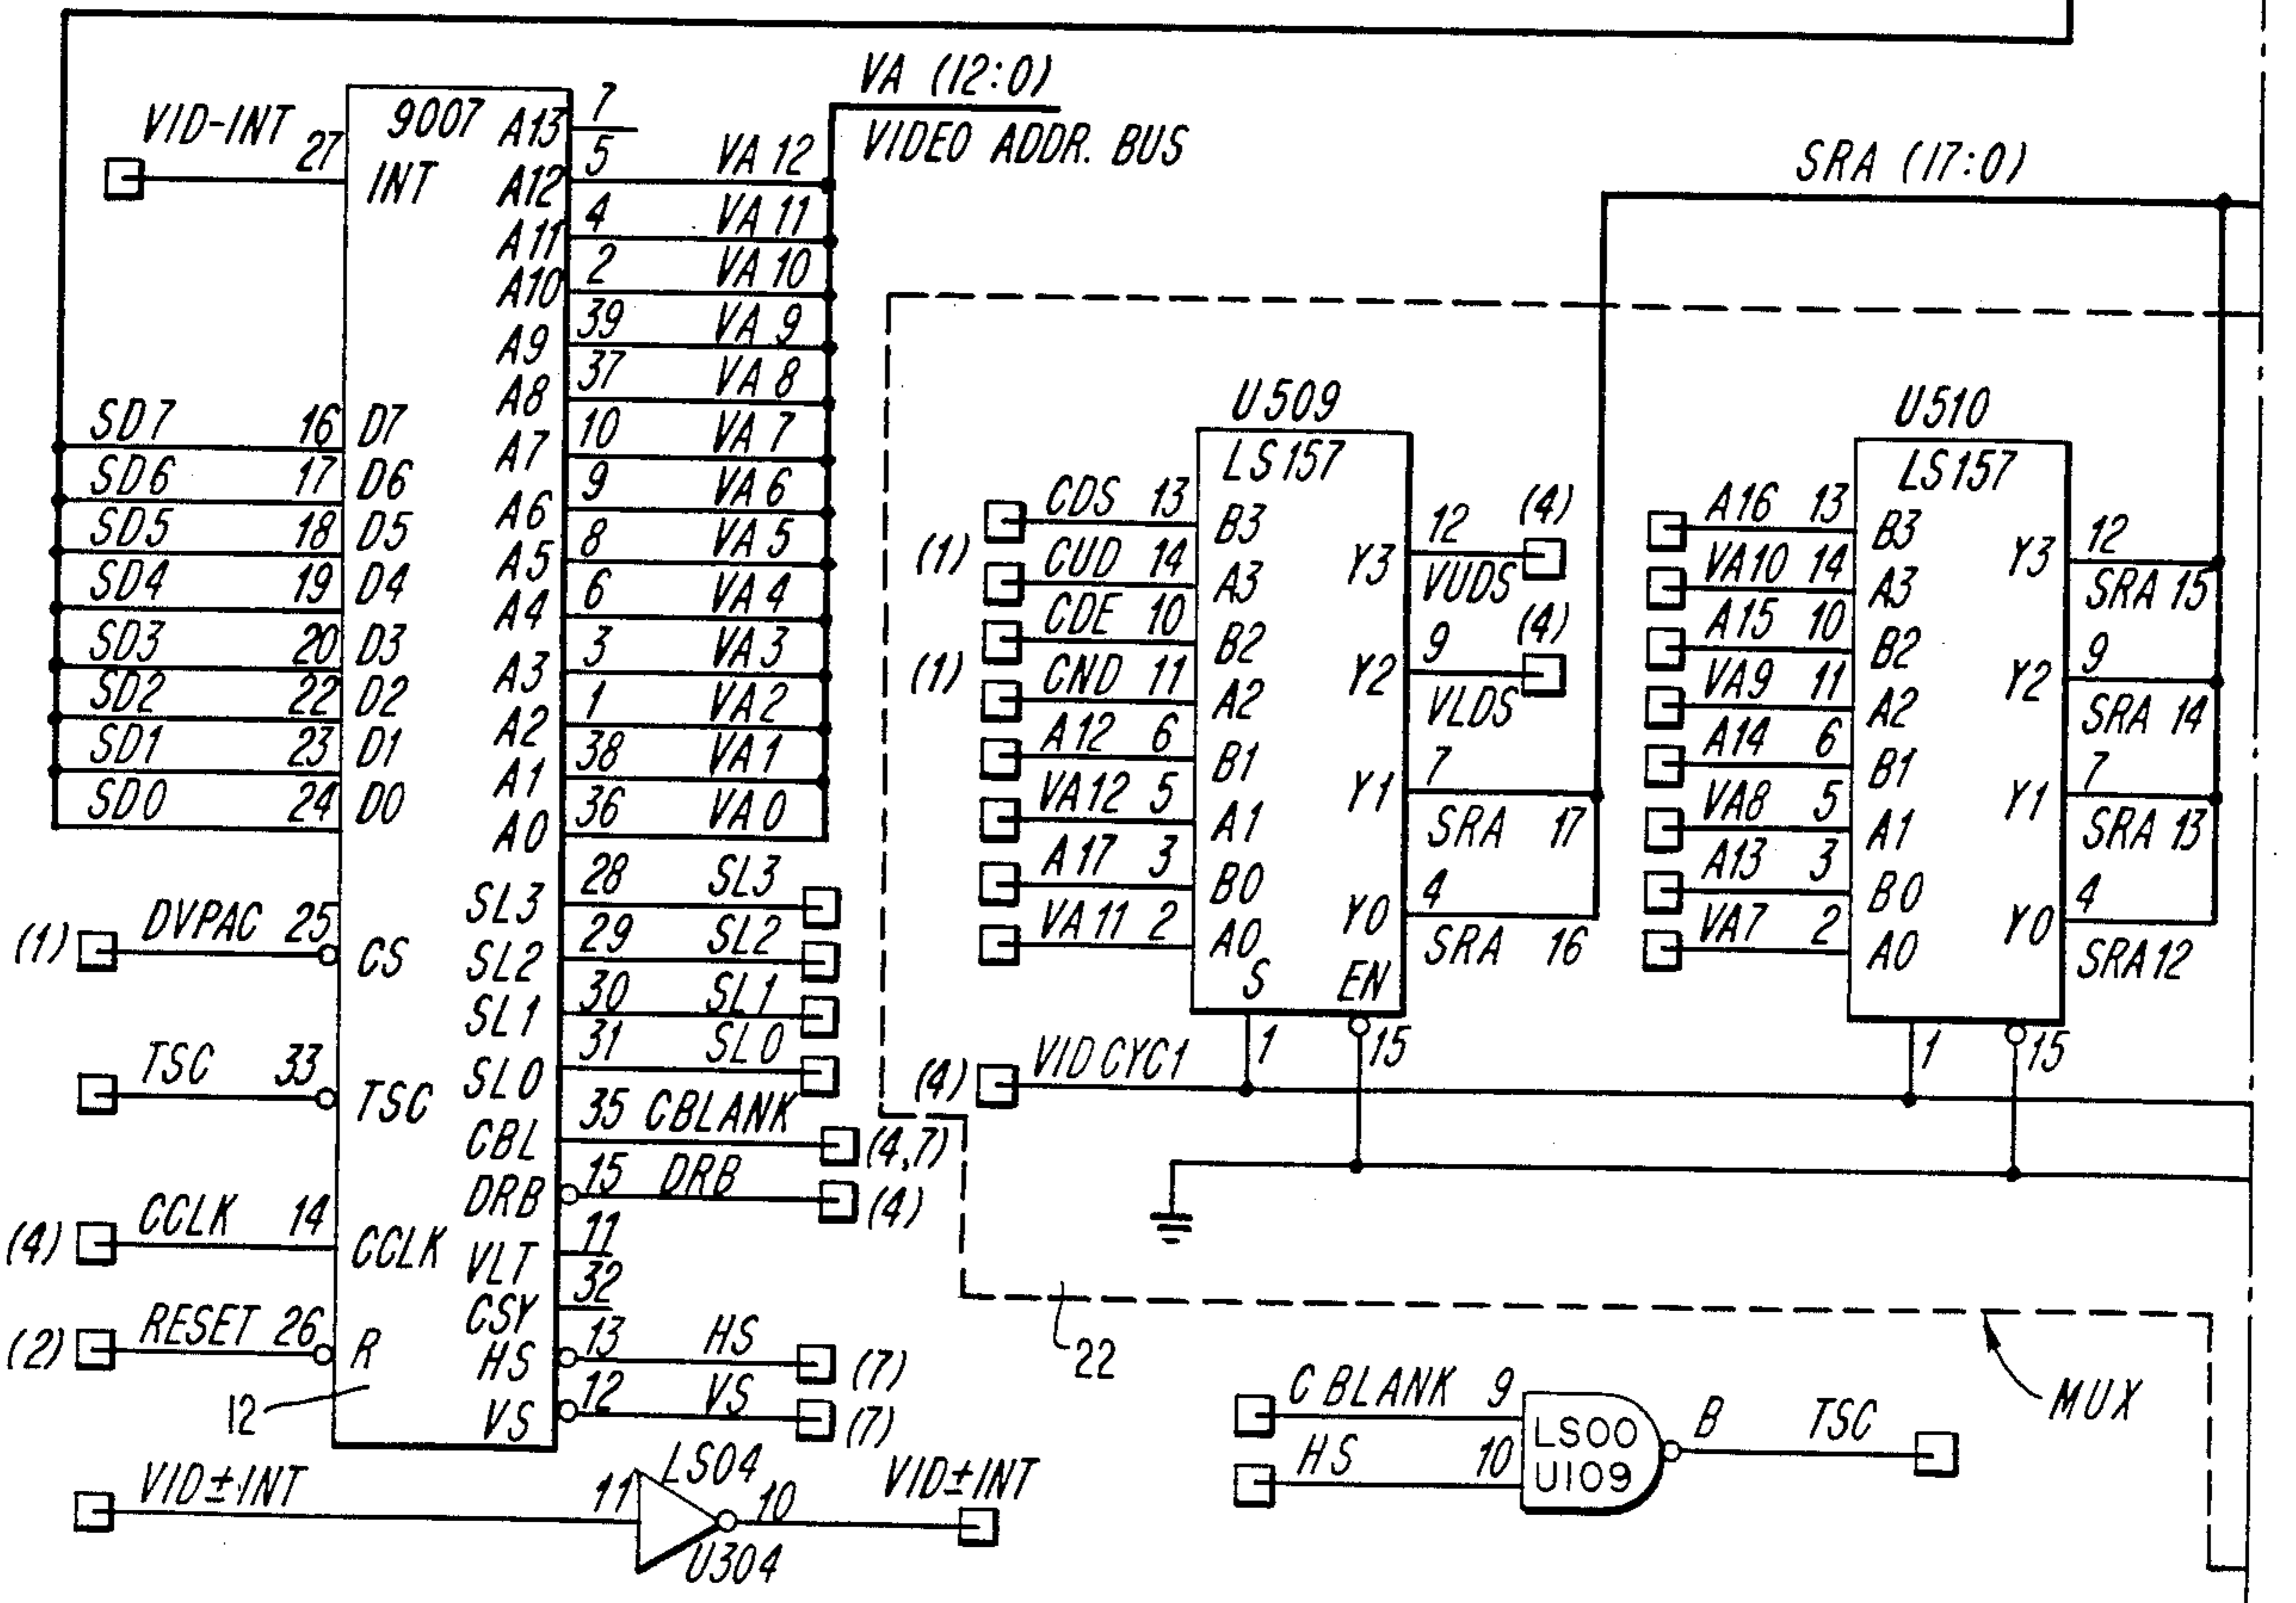 VA (12:0)
VIDEO ADDR. BUS
SRA (17:0)
VID-INT 27
9007
INT
A13 7
A12 5 VA 12
A11 4 VA 11
A10 2 VA 10
A9 39 VA 9
A8 37 VA 8
A7 10 VA 7
A6 9 VA 6
A5 8 VA 5
A4 6 VA 4
A3 3 VA 3
A2 1 VA 2
A1 38 VA 1
A0 36 VA 0
SD7 16 D7
SD6 17 D6
SD5 18 D5
SD4 19 D4
SD3 20 D3
SD2 22 D2
SD1 23 D1
SD0 24 D0
SL3 28 SL3
SL2 29 SL2
SL1 30 SL1
SL0 31 SL0
CBL 35 CBLANK (4,7)
DRB 15 DRB (4)
VLT 11
CSY 32
HS 13 HS (7)
VS 12 VS (7)
(1) DVPAC 25 CS
TSC 33 TSC
(4) CCLK 14 CCLK
(2) RESET 26 R
12
VID±INT 11 LS04 10 VID±INT
U304
U509
LS157
CDS 13 B3
(1)
CUD 14 A3
CDE 10 B2
(1)
CND 11 A2
A12 6 B1
VA12 5 A1
A17 3 B0
VA11 2 A0
Y3 12 (4)
VUDS
Y2 9 (4)
VLDS
Y1 7
SRA 17
Y0 4
SRA 16
S EN
1 15
(4) VID CYC1
U510
LS157
A16 13 B3
VA10 14 A3
A15 10 B2
VA9 11 A2
A14 6 B1
VA8 5 A1
A13 3 B0
VA7 2 A0
Y3 12
SRA 15
Y2 9
SRA 14
Y1 7
SRA 13
Y0 4
SRA 12
1 15
22
MUX
C BLANK 9
HS 10
LS00
U109
B TSC